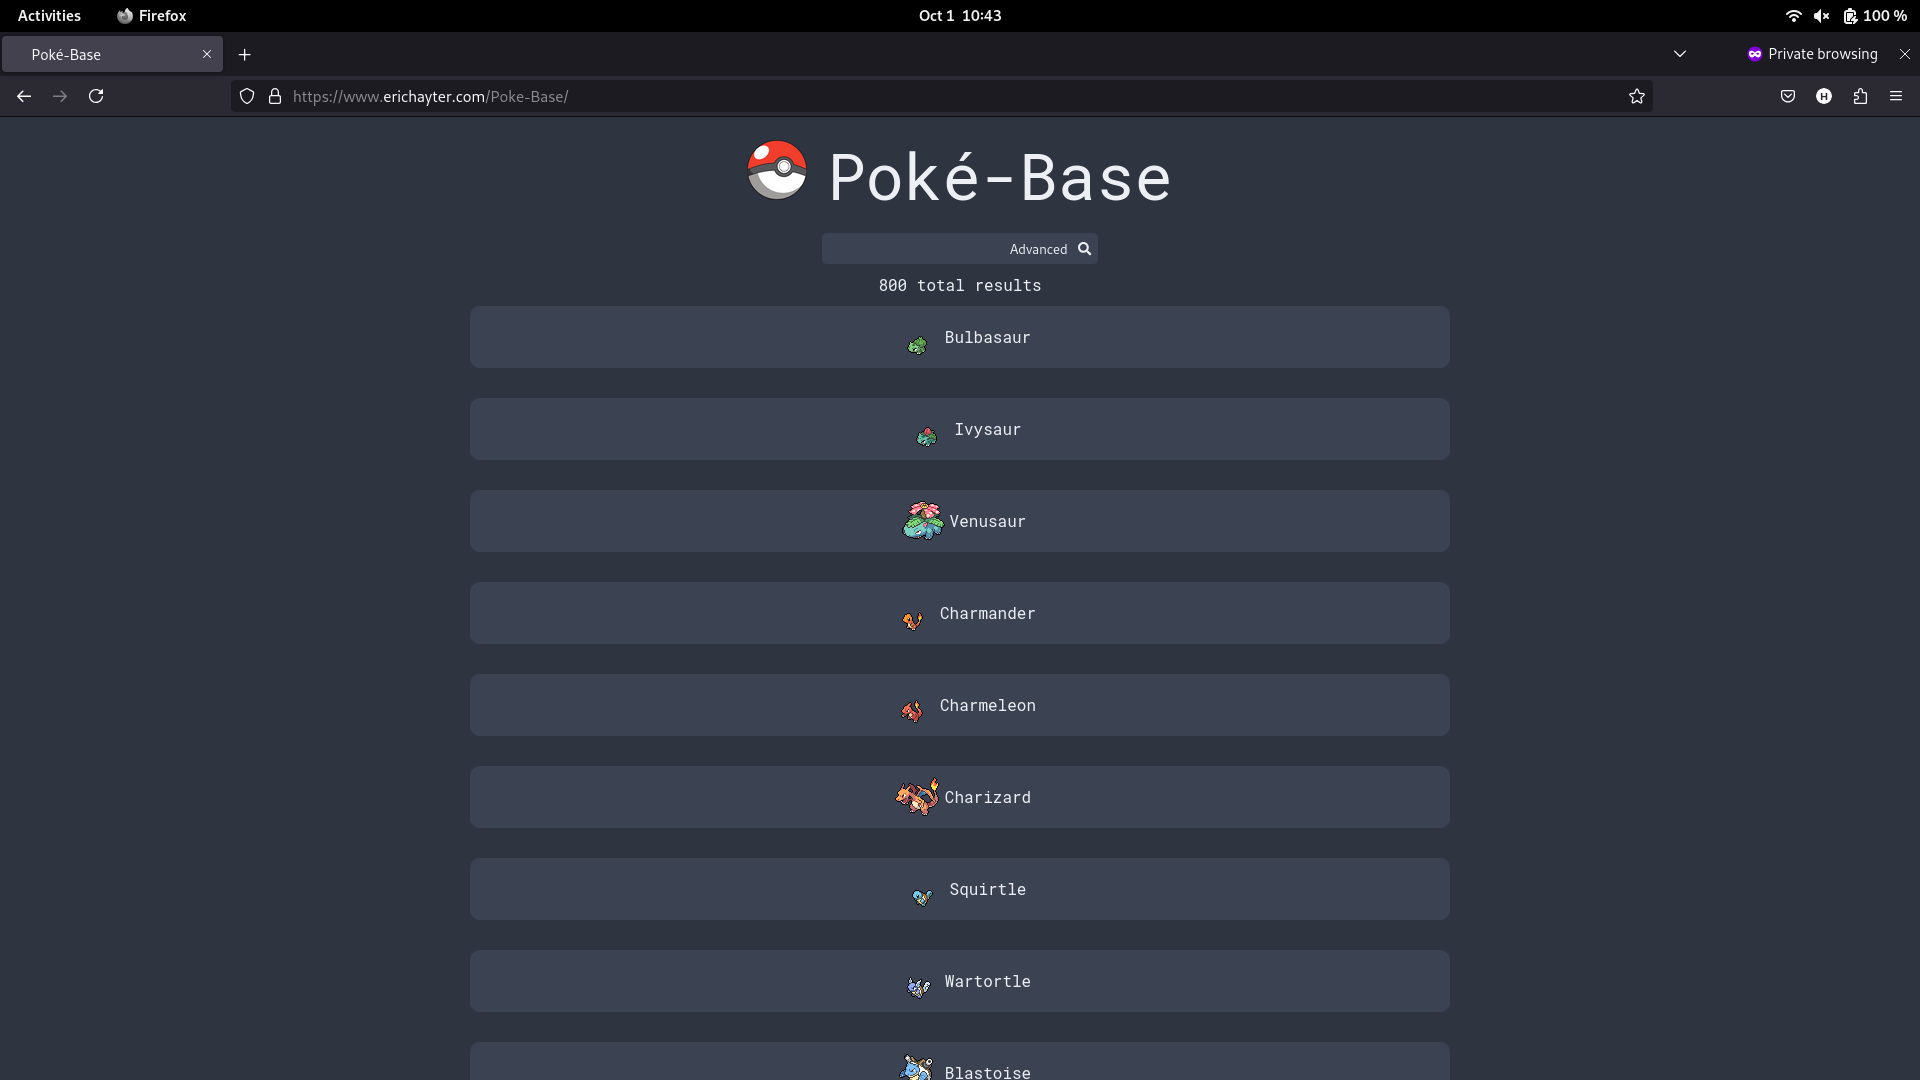 Activities Firefox Oct 1 10:43 100 %
Poké-Base Private browsing
https://www.erichayter.com/Poke-Base/ H
Poké-Base
Advanced
800 total results
Bulbasaur
Ivysaur
Venusaur
Charmander
Charmeleon
Charizard
Squirtle
Wartortle
Blastoise